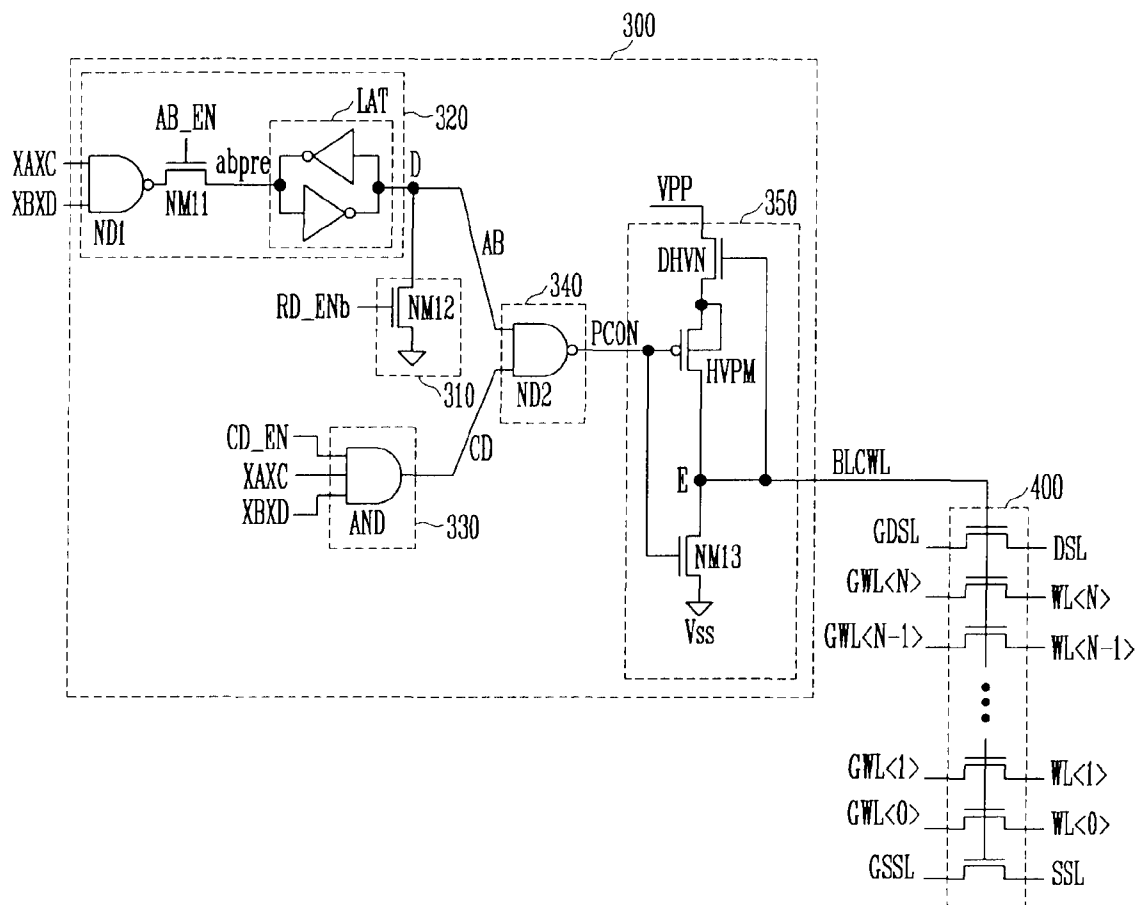 300
LAT
320
AB_EN
XAXC
abpre
D
XBXD
NM11
ND1
VPP
350
DHVN
AB
340
RD_ENb
NM12
PCON
HVPM
310
ND2
CD_EN
CD
XAXC
XBXD
AND
330
E
BLCWL
400
NM13
Vss
GDSL
DSL
GWL<N>
WL<N>
GWL<N-1>
WL<N-1>
GWL<1>
WL<1>
GWL<0>
WL<0>
GSSL
SSL